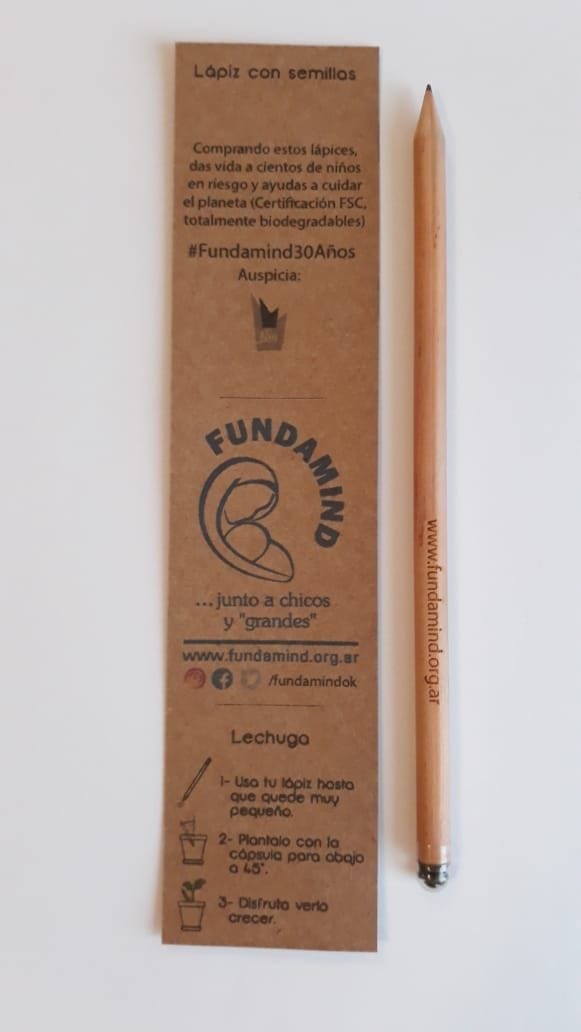 Lápiz con semillas
Comprando estos lápices,
das vida a cientos de niños
en riesgo y ayudas a cuidar
el planeta (Certificación FSC,
totalmente biodegradables)
#Fundamind30Años
Auspicia:
FUNDAMIND
...junto a chicos
y "grandes"
www.fundamind.org.ar
/fundamindok
Lechuga
1- Usa tu lápiz hasta
que quede muy
pequeño.
2- Plantalo con la
cápsula para abajo
a 45°.
3- Disfruta verlo
crecer.
www.fundamind.org.ar